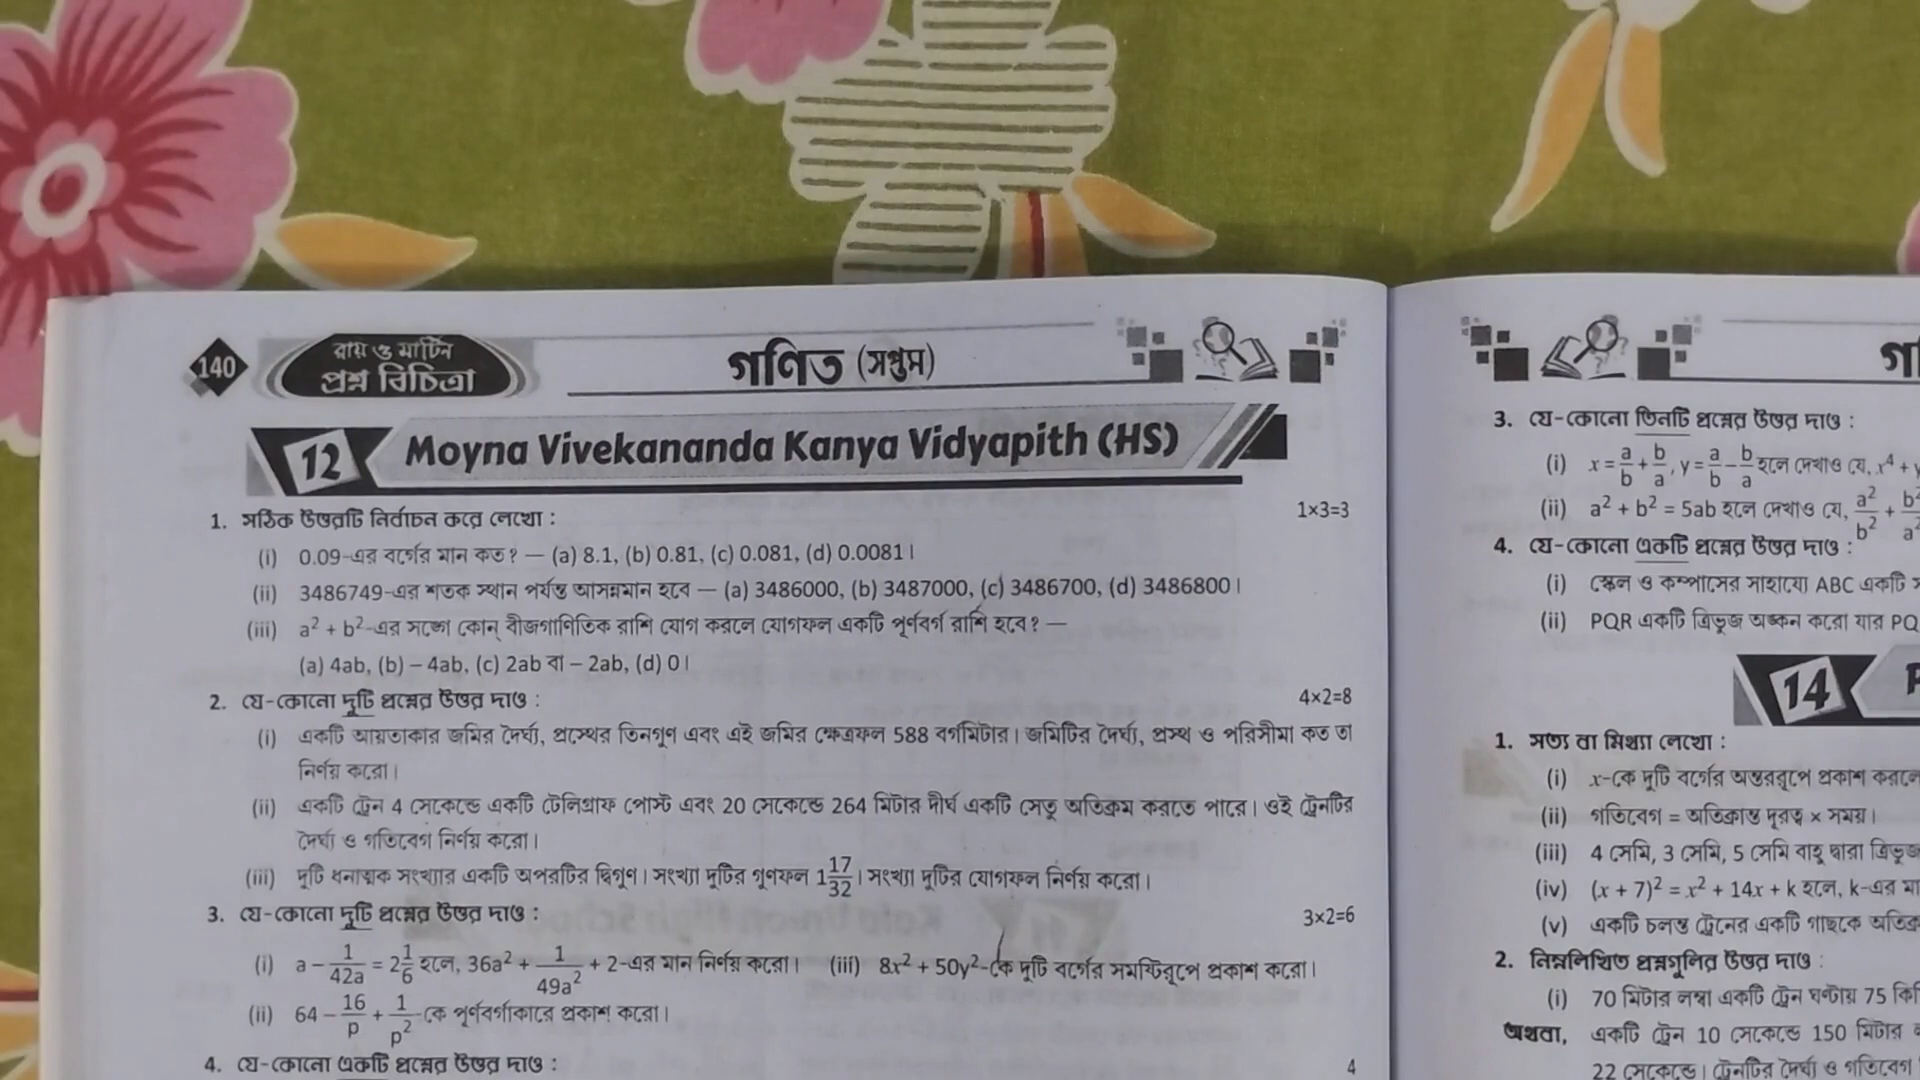 140
রায় ও মার্টিন
প্রশ্ন বিচিত্রা
গণিত (সপ্তম)
12 Moyna Vivekananda Kanya Vidyapith (HS)
1. সঠিক উত্তরটি নির্বাচন করে লেখো : 1×3=3
(i) 0.09-এর বর্গের মান কত? — (a) 8.1, (b) 0.81, (c) 0.081, (d) 0.0081।
(ii) 3486749-এর শতক স্থান পর্যন্ত আসন্নমান হবে — (a) 3486000, (b) 3487000, (c) 3486700, (d) 3486800।
(iii) a² + b²-এর সঙ্গে কোন্ বীজগাণিতিক রাশি যোগ করলে যোগফল একটি পূর্ণবর্গ রাশি হবে? —
(a) 4ab, (b) – 4ab, (c) 2ab বা – 2ab, (d) 0।
2. যে-কোনো দুটি প্রশ্নের উত্তর দাও : 4×2=8
(i) একটি আয়তাকার জমির দৈর্ঘ্য, প্রস্থের তিনগুণ এবং এই জমির ক্ষেত্রফল 588 বর্গমিটার। জমিটির দৈর্ঘ্য, প্রস্থ ও পরিসীমা কত তা
নির্ণয় করো।
(ii) একটি ট্রেন 4 সেকেন্ডে একটি টেলিগ্রাফ পোস্ট এবং 20 সেকেন্ডে 264 মিটার দীর্ঘ একটি সেতু অতিক্রম করতে পারে। ওই ট্রেনটির
দৈর্ঘ্য ও গতিবেগ নির্ণয় করো।
(iii) দুটি ধনাত্মক সংখ্যার একটি অপরটির দ্বিগুণ। সংখ্যা দুটির গুণফল 1 17/32। সংখ্যা দুটির যোগফল নির্ণয় করো।
3. যে-কোনো দুটি প্রশ্নের উত্তর দাও : 3×2=6
(i) a – 1/42a = 2 1/6 হলে, 36a² + 1/49a² + 2-এর মান নির্ণয় করো। (iii) 8x² + 50y²-কে দুটি বর্গের সমষ্টিরূপে প্রকাশ করো।
(ii) 64 – 16/p + 1/p² -কে পূর্ণবর্গাকারে প্রকাশ করো।
4. যে-কোনো একটি প্রশ্নের উত্তর দাও : 4
3. যে-কোনো তিনটি প্রশ্নের উত্তর দাও :
(i) x = a/b + b/a, y = a/b – b/a হলে দেখাও যে, x⁴ +
(ii) a² + b² = 5ab হলে দেখাও যে, a²/b² + b²/a²
4. যে-কোনো একটি প্রশ্নের উত্তর দাও :
(i) স্কেল ও কম্পাসের সাহায্যে ABC একটি
(ii) PQR একটি ত্রিভুজ অঙ্কন করো যার PQ
14
1. সত্য বা মিথ্যা লেখো :
(i) x-কে দুটি বর্গের অন্তররূপে প্রকাশ করলে
(ii) গতিবেগ = অতিক্রান্ত দূরত্ব × সময়।
(iii) 4 সেমি, 3 সেমি, 5 সেমি বাহু দ্বারা ত্রিভুজ
(iv) (x + 7)² = x² + 14x + k হলে, k-এর
(v) একটি চলন্ত ট্রেনের একটি গাছকে
2. নিম্নলিখিত প্রশ্নগুলির উত্তর দাও :
(i) 70 মিটার লম্বা একটি ট্রেন ঘণ্টায় 75
অথবা, একটি ট্রেন 10 সেকেন্ডে 150 মিটার
22 সেকেন্ডে। ট্রেনটির দৈর্ঘ্য ও গতিবেগ